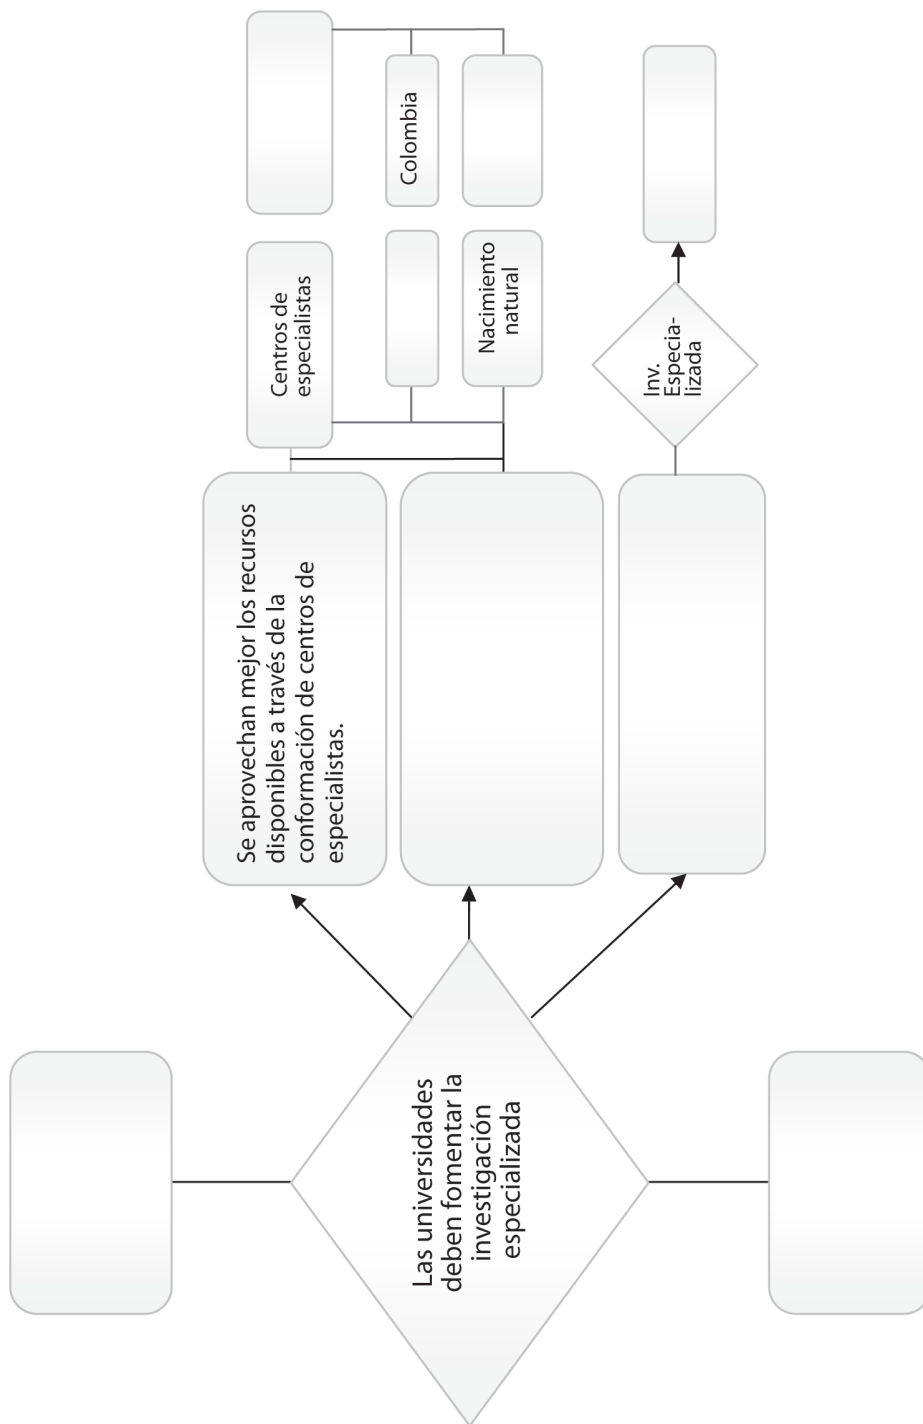 Las universidades
deben fomentar la
investigación
especializada
Se aprovechan mejor los recursos
disponibles a través de la
conformación de centros de
especialistas.
Centros de
especialistas
Colombia
Nacimiento
natural
Inv.
Especia-
lizada